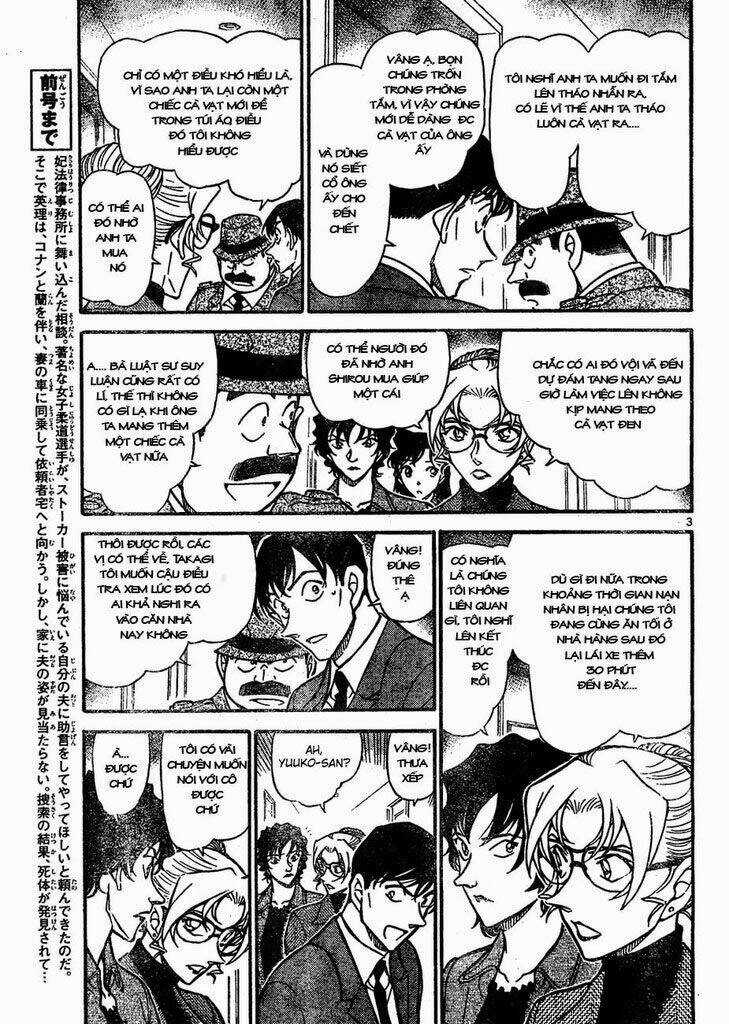 TÔI NGHĨ ANH TA MUỐN ĐI TẮM
LÊN THÁO NHẪN RA,
CÓ LẼ VÌ THẾ ANH TA THÁO
LUÔN CÀ VẠT RA....
VÂNG Ạ, BỌN
CHÚNG TRỐN
TRONG PHÒNG
TẮM, VÌ VẬY CHÚNG
MỚI DỄ DÀNG ĐC
CÀ VẠT CỦA ÔNG
ẤY
VÀ DÙNG
NÓ SIẾT
CỔ ÔNG
ẤY CHO
ĐẾN
CHẾT
CHỈ CÓ MỘT ĐIỀU KHÓ HIỂU LÀ,
VÌ SAO ANH TA LẠI CÒN MỘT
CHIẾC CÀ VẠT MỚI ĐỂ
TRONG TÚI ÁO, ĐIỀU
ĐÓ TÔI KHÔNG
HIỂU ĐƯỢC
CÓ THỂ AI
ĐÓ NHỜ
ANH TA
MUA
NÓ
CHẮC CÓ AI ĐÓ VỘI VÃ ĐẾN
DỰ ĐÁM TANG NGAY SAU
GIỜ LÀM VIỆC LÊN KHÔNG
KỊP MANG THEO
CÀ VẠT ĐEN
CÓ THỂ NGƯỜI ĐÓ
ĐÃ NHỜ ANH
SHIROU MUA GIÚP
MỘT CÁI
A.... BÀ LUẬT SƯ SUY
LUẬN CŨNG RẤT CÓ
LÍ, THẾ THÌ KHÔNG
CÓ GÌ LẠ KHI ÔNG
TA MANG THÊM
MỘT CHIẾC CÀ
VẠT NỮA
3
DÙ GÌ ĐI NỮA TRONG
KHOẢNG THỜI GIAN NẠN
NHÂN BỊ HẠI CHÚNG TÔI
ĐANG CÙNG ĂN TỐI Ở
NHÀ HÀNG SAU ĐÓ
LẠI LÁI XE THÊM
30 PHÚT
ĐẾN ĐÂY....
CÓ NGHĨA
LÀ CHÚNG
TÔI KHÔNG
LIÊN QUAN
GÌ, TÔI NGHĨ
LÊN KẾT
THÚC ĐC
RỒI
VÂNG!
ĐÚNG
THẾ
Ạ
THÔI ĐƯỢC RỒI, CÁC
VỊ CÓ THỂ VỀ, TAKAGI
TÔI MUỐN CẬU ĐIỀU
TRA XEM LÚC ĐÓ CÓ
AI KHẢ NGHI RA
VÀO CĂN NHÀ
NAY KHÔNG
VÂNG!
THƯA
XẾP
AH,
YUUKO-SAN?
TÔI CÓ VÀI
CHUYỆN MUỐN
NÓI VỚI CÔ
ĐƯỢC CHỨ
À...
ĐƯỢC
CHỨ
前号まで
妃法律事務所に舞い込んだ相談。著名な女子柔道選手が、ストーカー被害に悩んでいる自分の夫に助言をしてやってほしいと頼んできたのだ。
そこで英理は、コナンと蘭を伴い、妻の車に同乗して依頼者宅へと向かう。しかし、家に夫の姿が見当たらない。捜索の結果、死体が発見されて…